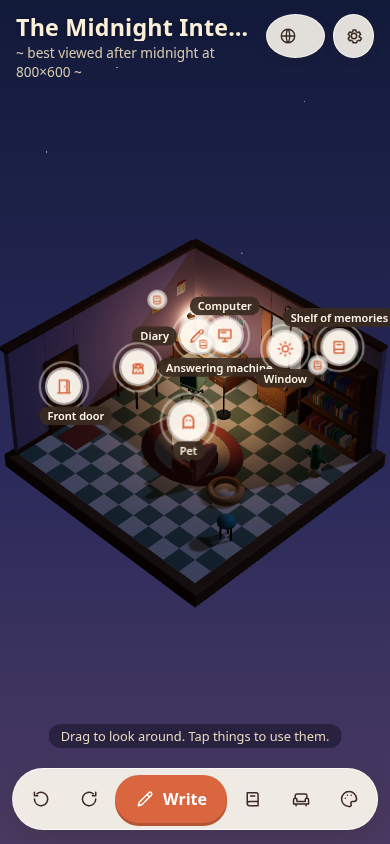 The Midnight Inte...
~ best viewed after midnight at
800×600 ~
Computer
Shelf of memories
Diary
Answering machine
Window
Front door
Pet
Drag to look around. Tap things to use them.
Write